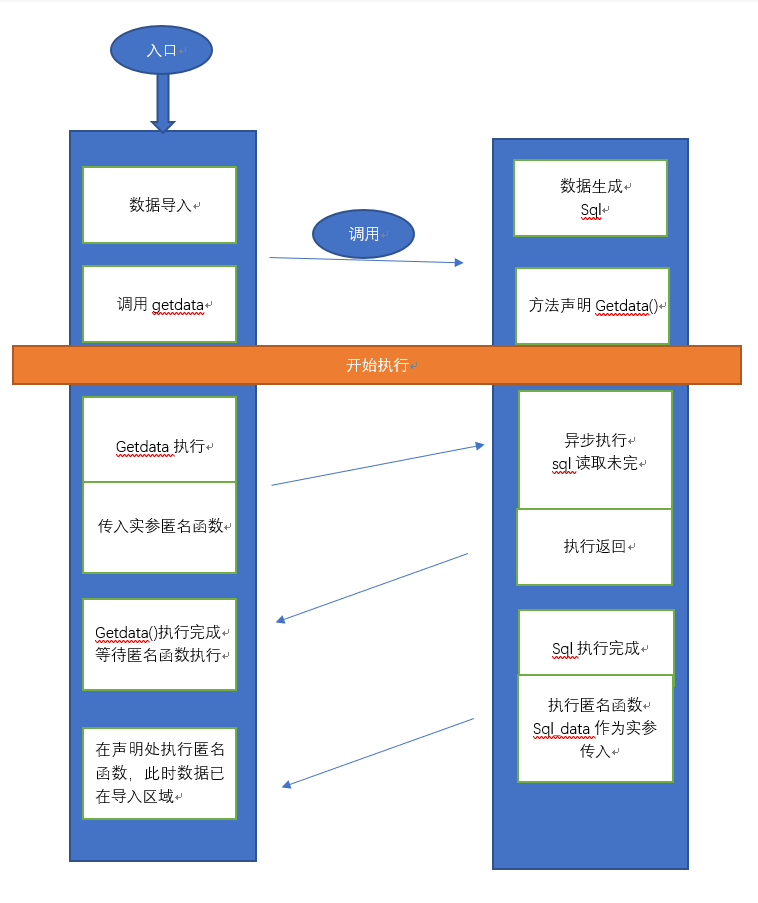 入口
数据导入
调用 getdata
调用
数据生成
Sql
方法声明 Getdata()
开始执行
Getdata 执行
传入实参匿名函数
Getdata()执行完成
等待匿名函数执行
在声明处执行匿名
函数，此时数据已
在导入区域
异步执行
sql 读取未完
执行返回
Sql 执行完成
执行匿名函数
Sql_data 作为实参
传入